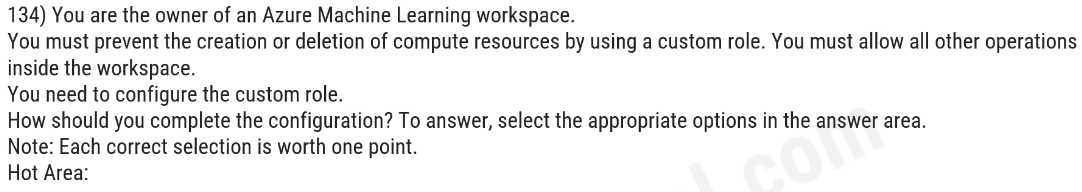 134) You are the owner of an Azure Machine Learning workspace.
You must prevent the creation or deletion of compute resources by using a custom role. You must allow all other operations
inside the workspace.
You need to configure the custom role.
How should you complete the configuration? To answer, select the appropriate options in the answer area.
Note: Each correct selection is worth one point.
Hot Area:
.com